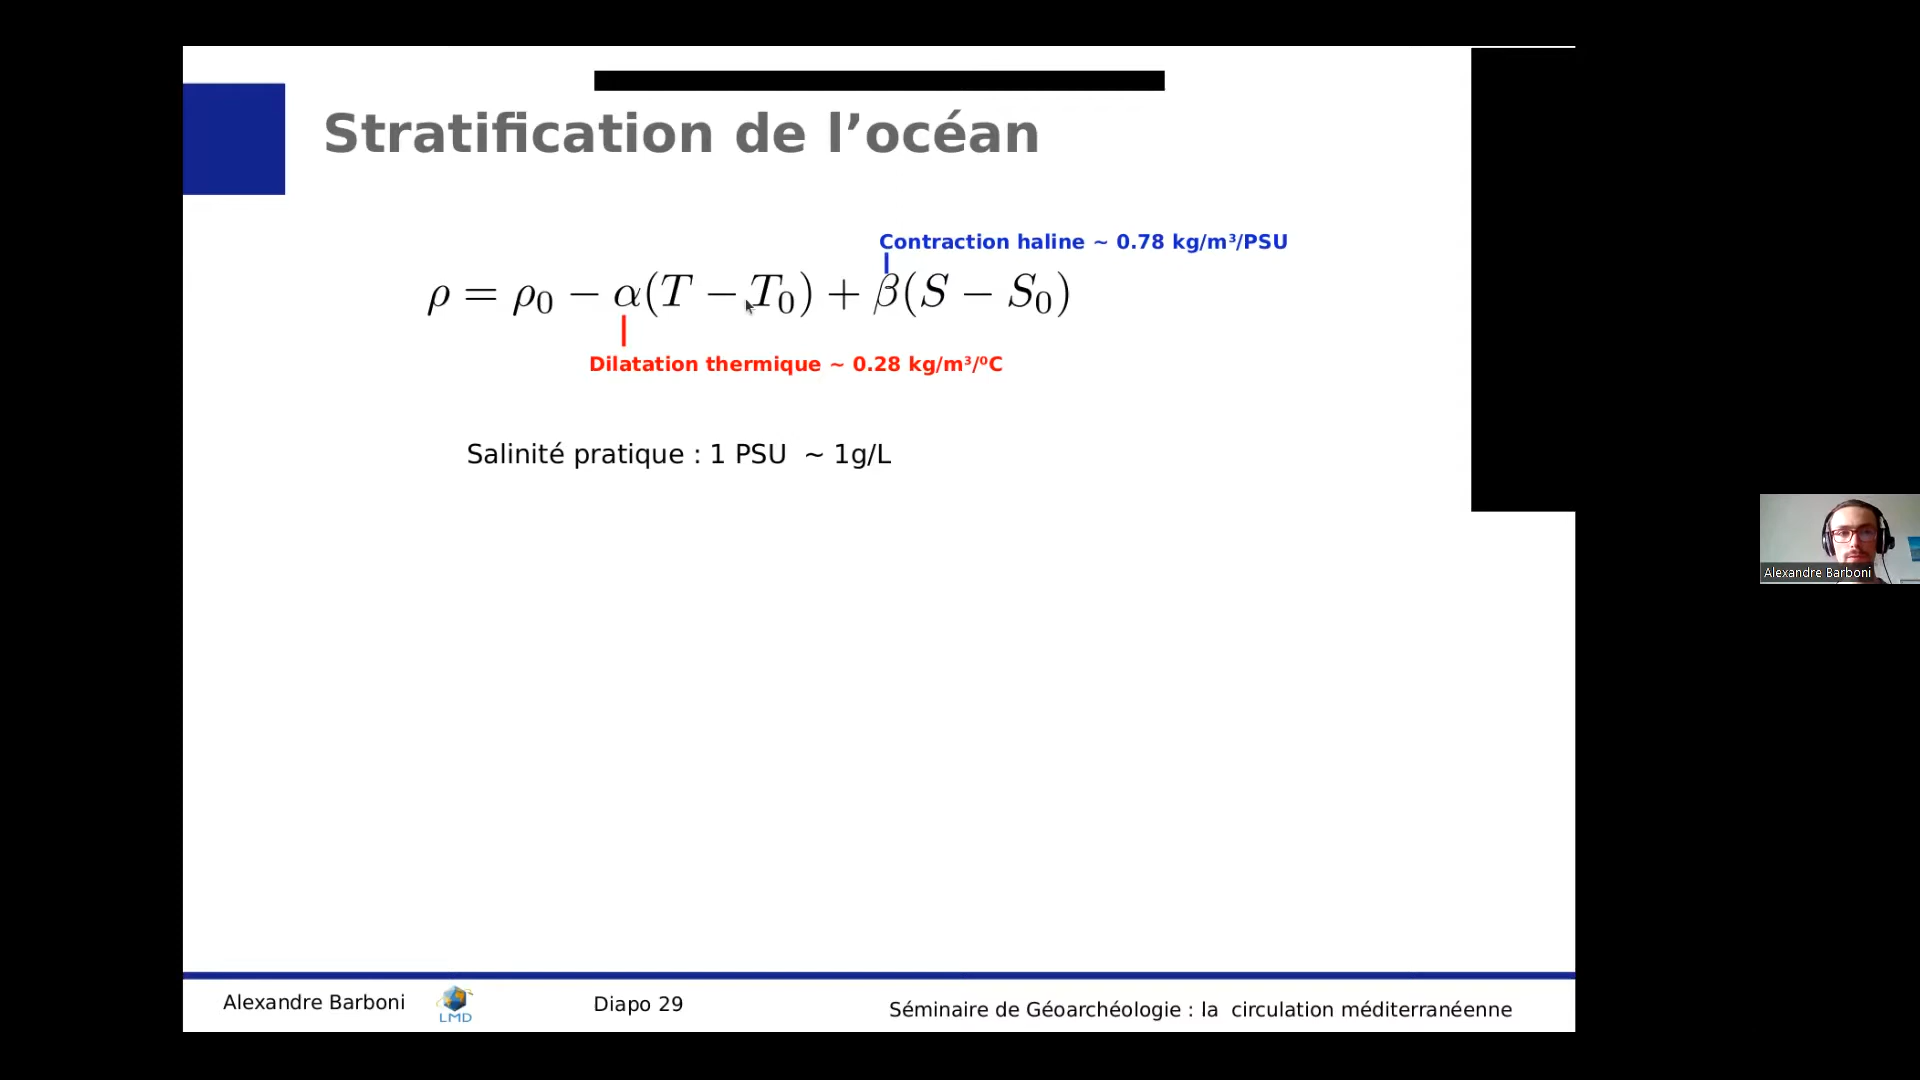 Stratification de l’océan
Contraction haline ~ 0.78 kg/m³/PSU
ρ = ρ₀ − α(T − T₀) + β(S − S₀)
Dilatation thermique ~ 0.28 kg/m³/⁰C
Salinité pratique : 1 PSU ~ 1g/L
Alexandre Barboni
Alexandre Barboni
LMD
Diapo 29
Séminaire de Géoarchéologie : la circulation méditerranéenne